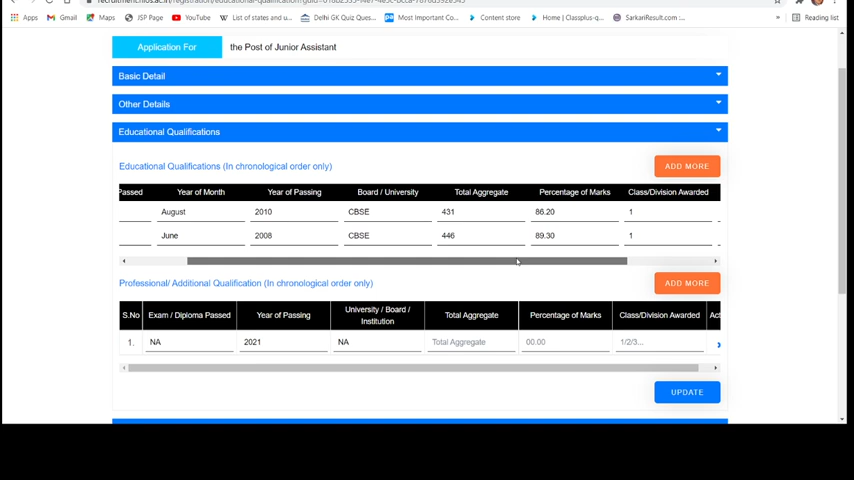 Apps Gmail Maps JSP Page YouTube List of states and u... Delhi GK Quiz Ques... Most Important Co... Content store Home | Classplus-q... SarkariResult.com :... » Reading list
Application For the Post of Junior Assistant
Basic Detail
Other Details
Educational Qualifications
Educational Qualifications (In chronological order only) ADD MORE
Passed Year of Month Year of Passing Board / University Total Aggregate Percentage of Marks Class/Division Awarded
August 2010 CBSE 431 86.20 1
June 2008 CBSE 446 89.30 1
Professional/ Additional Qualification (In chronological order only) ADD MORE
S.No Exam / Diploma Passed Year of Passing University / Board / Institution Total Aggregate Percentage of Marks Class/Division Awarded Act
1. NA 2021 NA Total Aggregate 00.00 1/2/3...
UPDATE